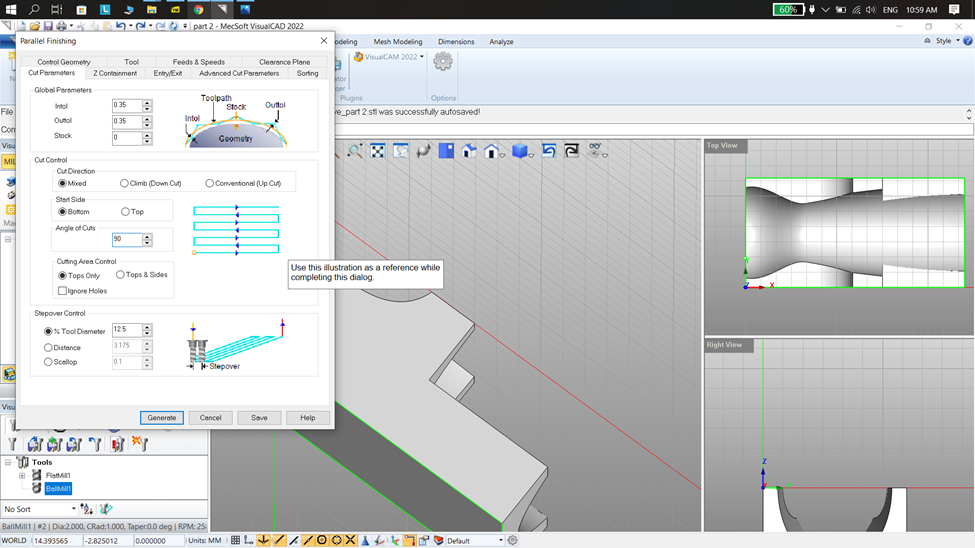 60%
ENG
10:59 AM
part 2 - MecSoft VisualCAD 2022
Parallel Finishing
Mesh Modeling
Dimensions
Analyze
Style
VisualCAM 2022
Plugins
Options
ve_part 2.stl was successfully autosaved!
Control Geometry
Tool
Feeds & Speeds
Clearance Plane
Cut Parameters
Z Containment
Entry/Exit
Advanced Cut Parameters
Sorting
Global Parameters
Intol
0.35
Outtol
0.35
Stock
0
Toolpath
Stock
Intol
Outtol
Geometry
Cut Control
Cut Direction
Mixed
Climb (Down Cut)
Conventional (Up Cut)
Start Side
Bottom
Top
Angle of Cuts
90
Cutting Area Control
Tops Only
Tops & Sides
Ignore Holes
Use this illustration as a reference while
completing this dialog.
Stepover Control
% Tool Diameter
12.5
Distance
3.175
Scallop
0.1
Stepover
Generate
Cancel
Save
Help
Top View
Y
X
Right View
Z
Tools
FlatMill1
BallMill1
No Sort
BallMill1 | #2 | Dia:2.000, CRad:1.000, Taper:0.0 deg | RPM: 25
WORLD
14.393565
-2.825012
0.000000
Units: MM
Default